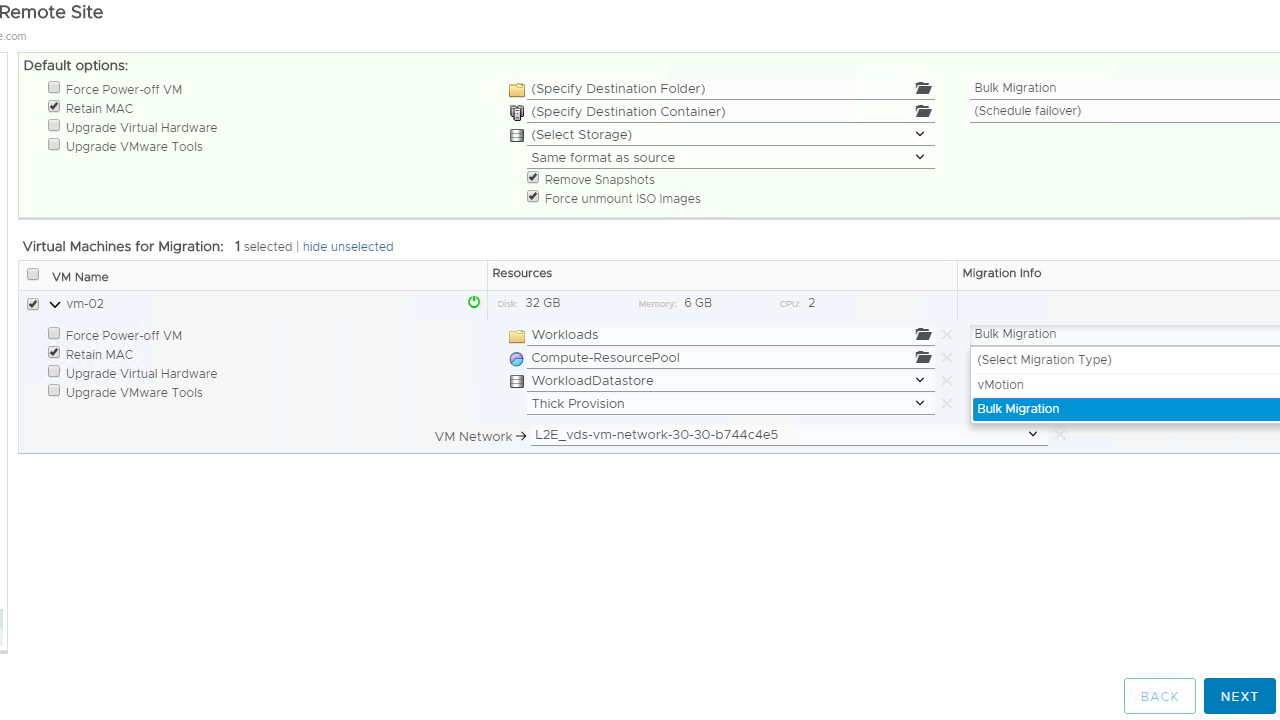 Remote Site
e.com
Default options:
Force Power-off VM
Retain MAC
Upgrade Virtual Hardware
Upgrade VMware Tools
(Specify Destination Folder)
(Specify Destination Container)
(Select Storage)
Same format as source
Remove Snapshots
Force unmount ISO Images
Bulk Migration
(Schedule failover)
Virtual Machines for Migration: 1 selected | hide unselected
VM Name Resources Migration Info
vm-02 Disk: 32 GB Memory: 6 GB CPU: 2
Force Power-off VM
Retain MAC
Upgrade Virtual Hardware
Upgrade VMware Tools
Workloads
Compute-ResourcePool
WorkloadDatastore
Thick Provision
VM Network → L2E_vds-vm-network-30-30-b744c4e5
Bulk Migration
(Select Migration Type)
vMotion
Bulk Migration
BACK NEXT